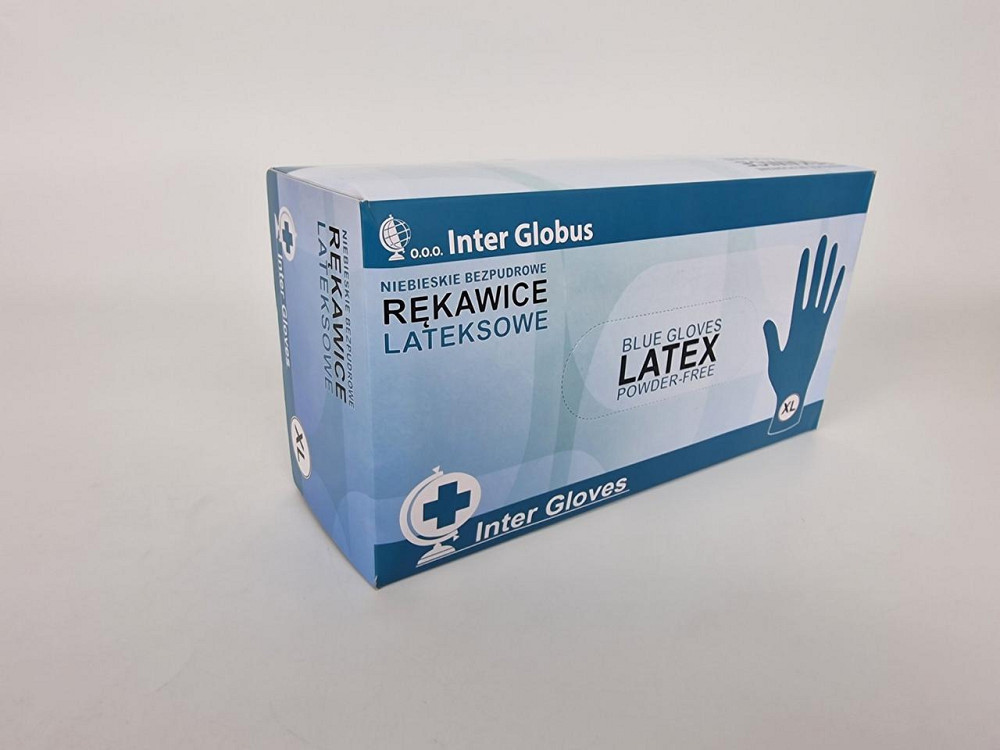 o.o.o. Inter Globus
NIEBIESKIE BEZPUDROWE
RĘKAWICE
LATEKSOWE
BLUE GLOVES
LATEX
POWDER-FREE
XL
Inter Gloves
Inter Gloves
NIEBIESKIE BEZPUDROWE
RĘKAWICE
LATEKSOWE
XL